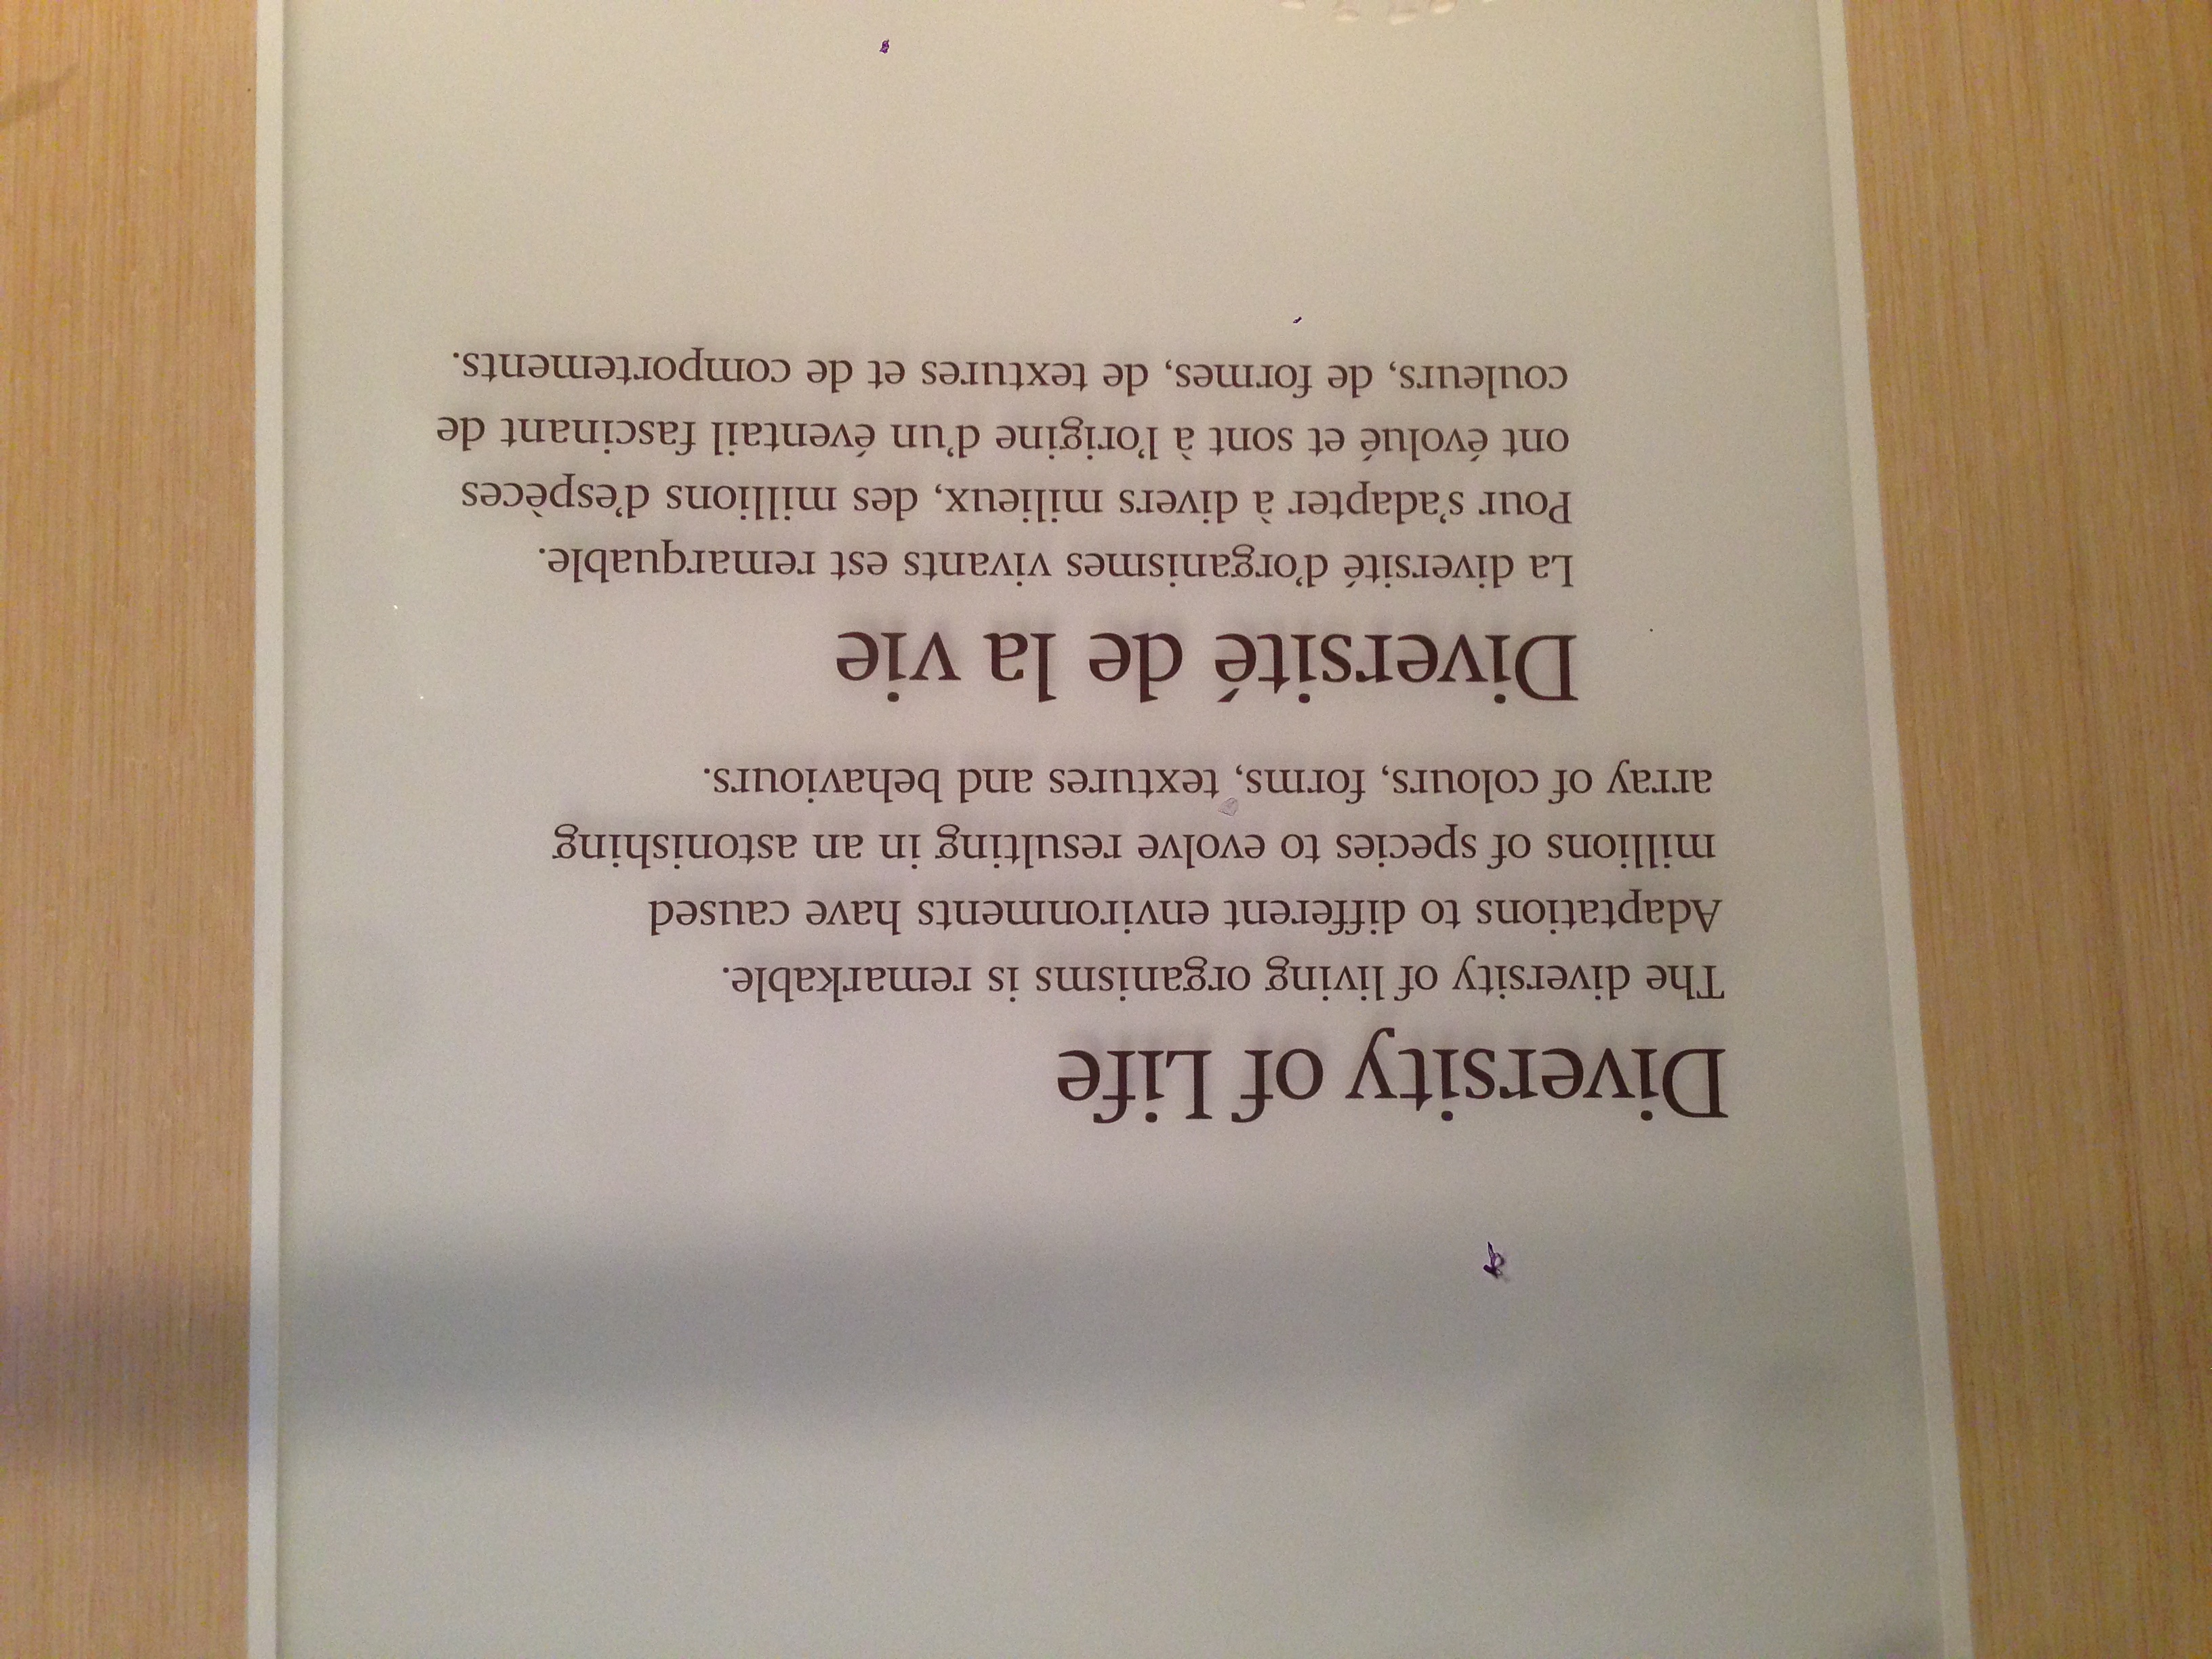 Diversity of Life
The diversity of living organisms is remarkable.
Adaptations to different environments have caused
millions of species to evolve resulting in an astonishing
array of colours, forms, textures and behaviours.
Diversité de la vie
La diversité d’organismes vivants est remarquable.
Pour s’adapter à divers milieux, des millions d’espèces
ont évolué et sont à l’origine d’un éventail fascinant de
couleurs, de formes, de textures et de comportements.